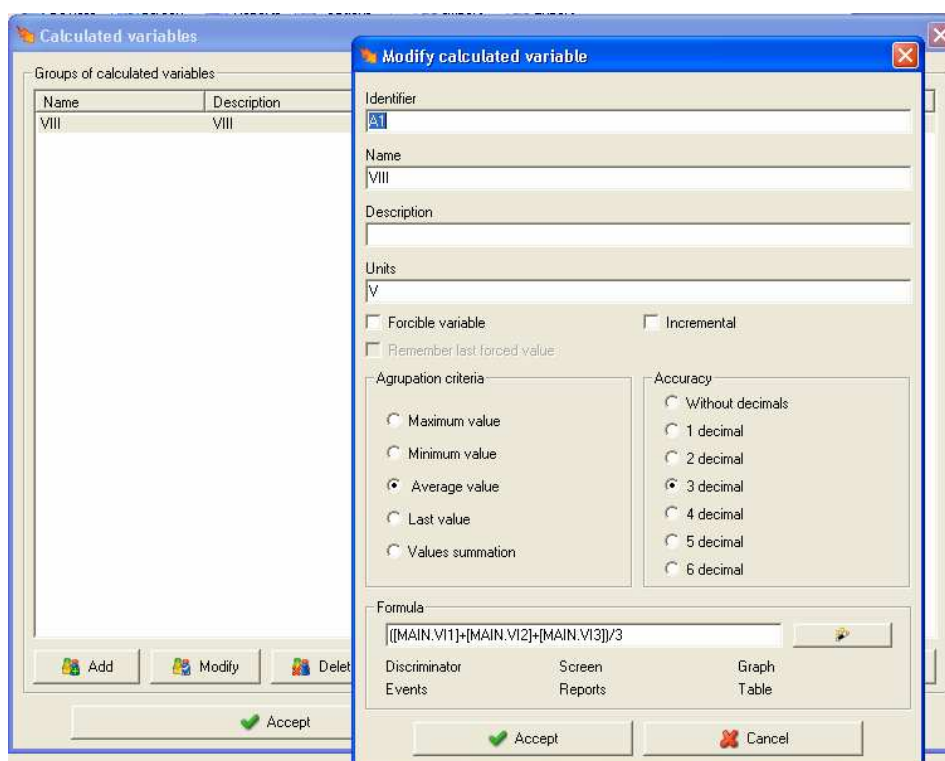 Calculated variables
Groups of calculated variables
Name Description
VIII VIII
Add Modify Delet
Accept
Modify calculated variable
Identifier
A1
Name
VIII
Description
Units
V
Forcible variable Incremental
Remember last forced value
Agrupation criteria
Maximum value
Minimum value
Average value
Last value
Values summation
Accuracy
Without decimals
1 decimal
2 decimal
3 decimal
4 decimal
5 decimal
6 decimal
Formula
([MAIN.VI1]+[MAIN.VI2]+[MAIN.VI3])/3
Discriminator Screen Graph
Events Reports Table
Accept Cancel